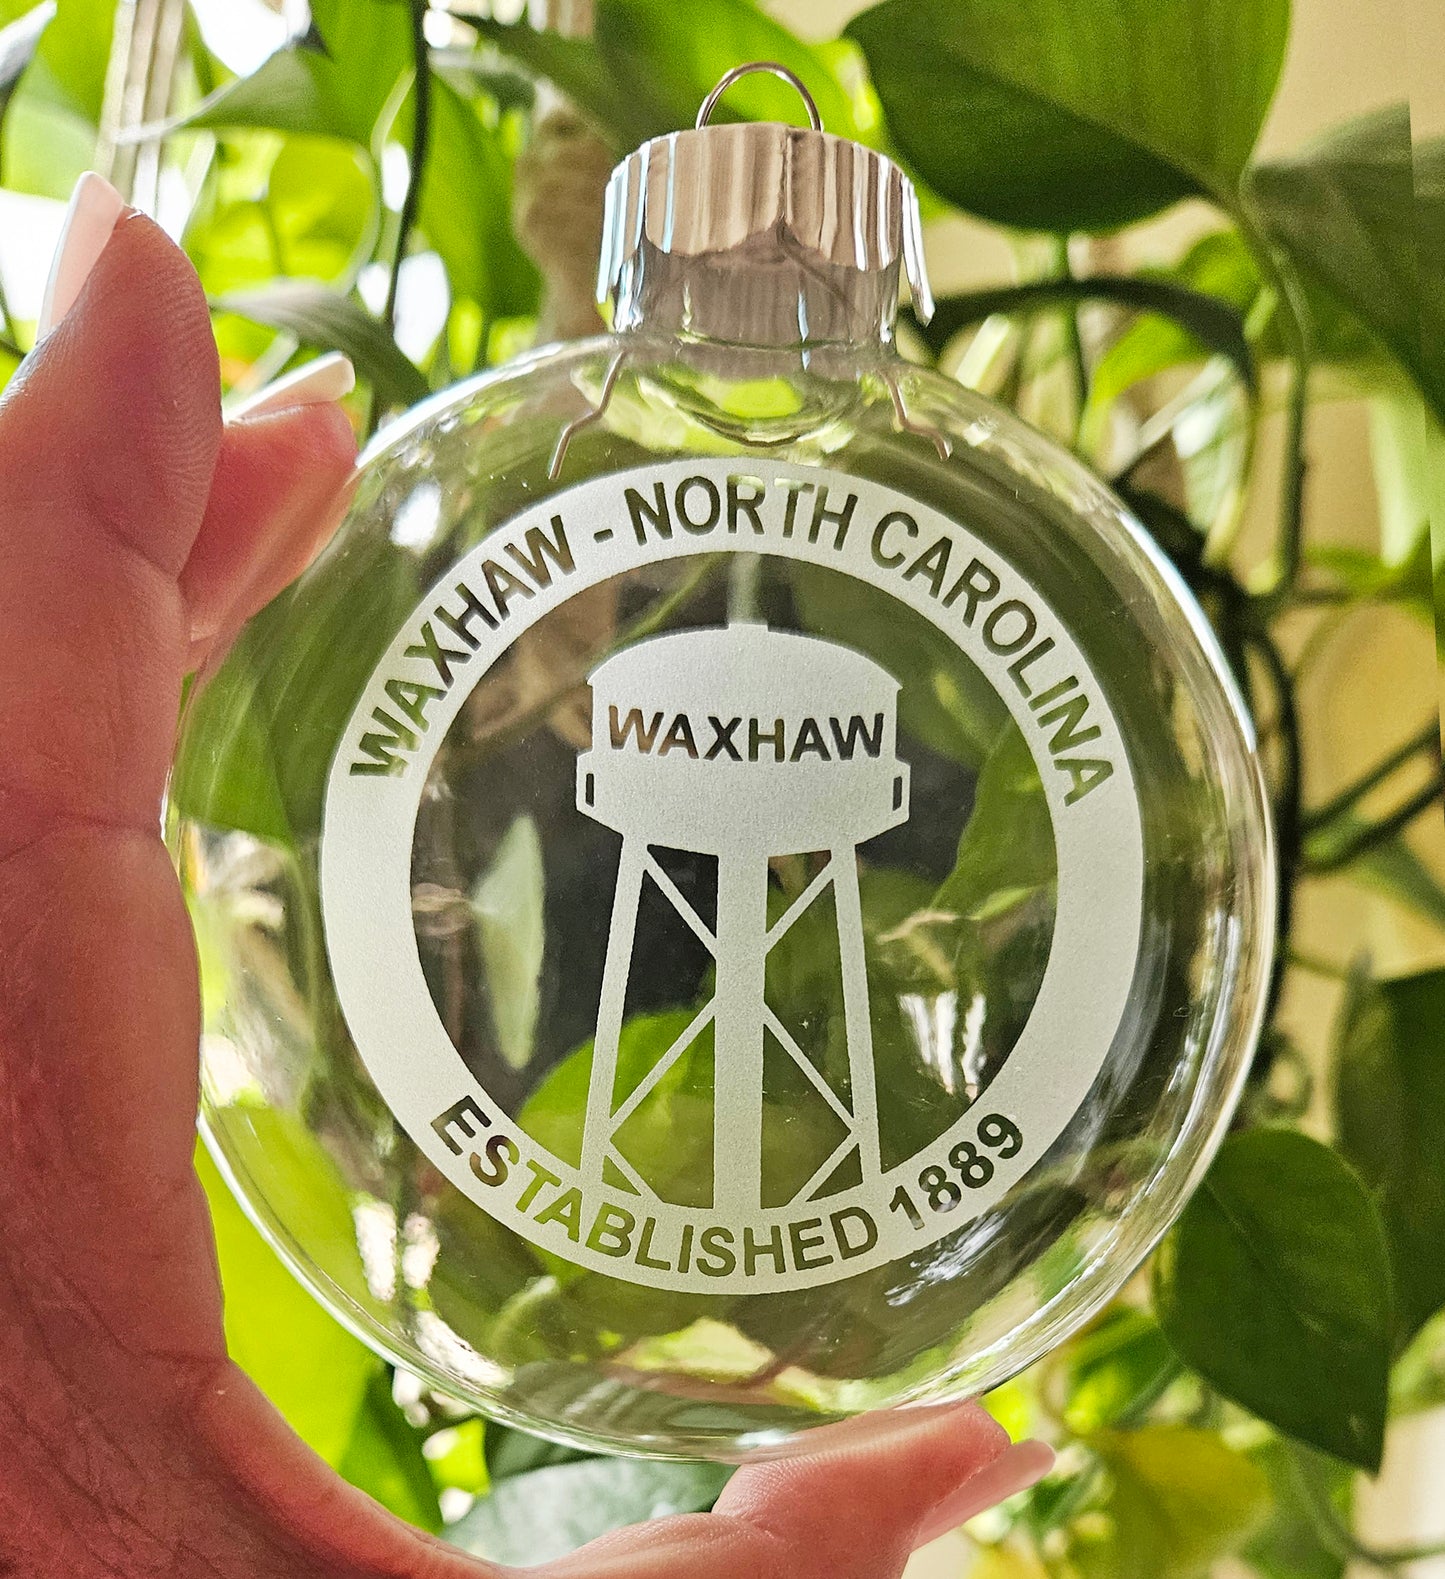 WAXHAW - NORTH CAROLINA
WAXHAW
ESTABLISHED 1889